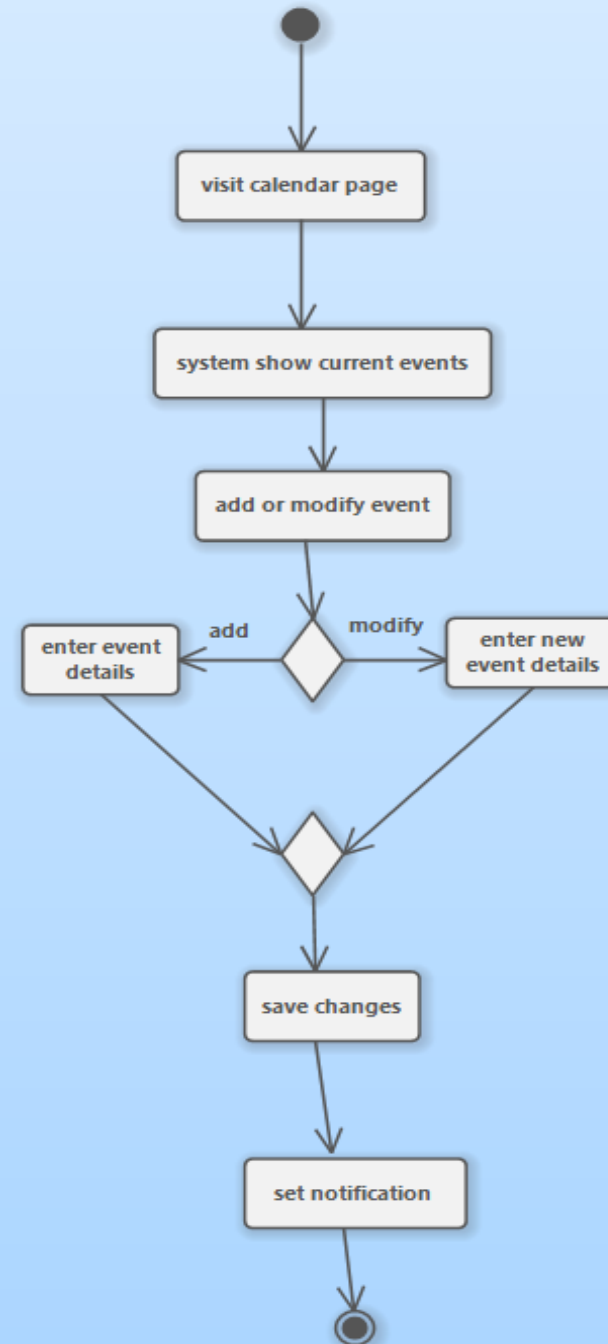 visit calendar page
system show current events
add or modify event
add
modify
enter event
details
enter new
event details
save changes
set notification